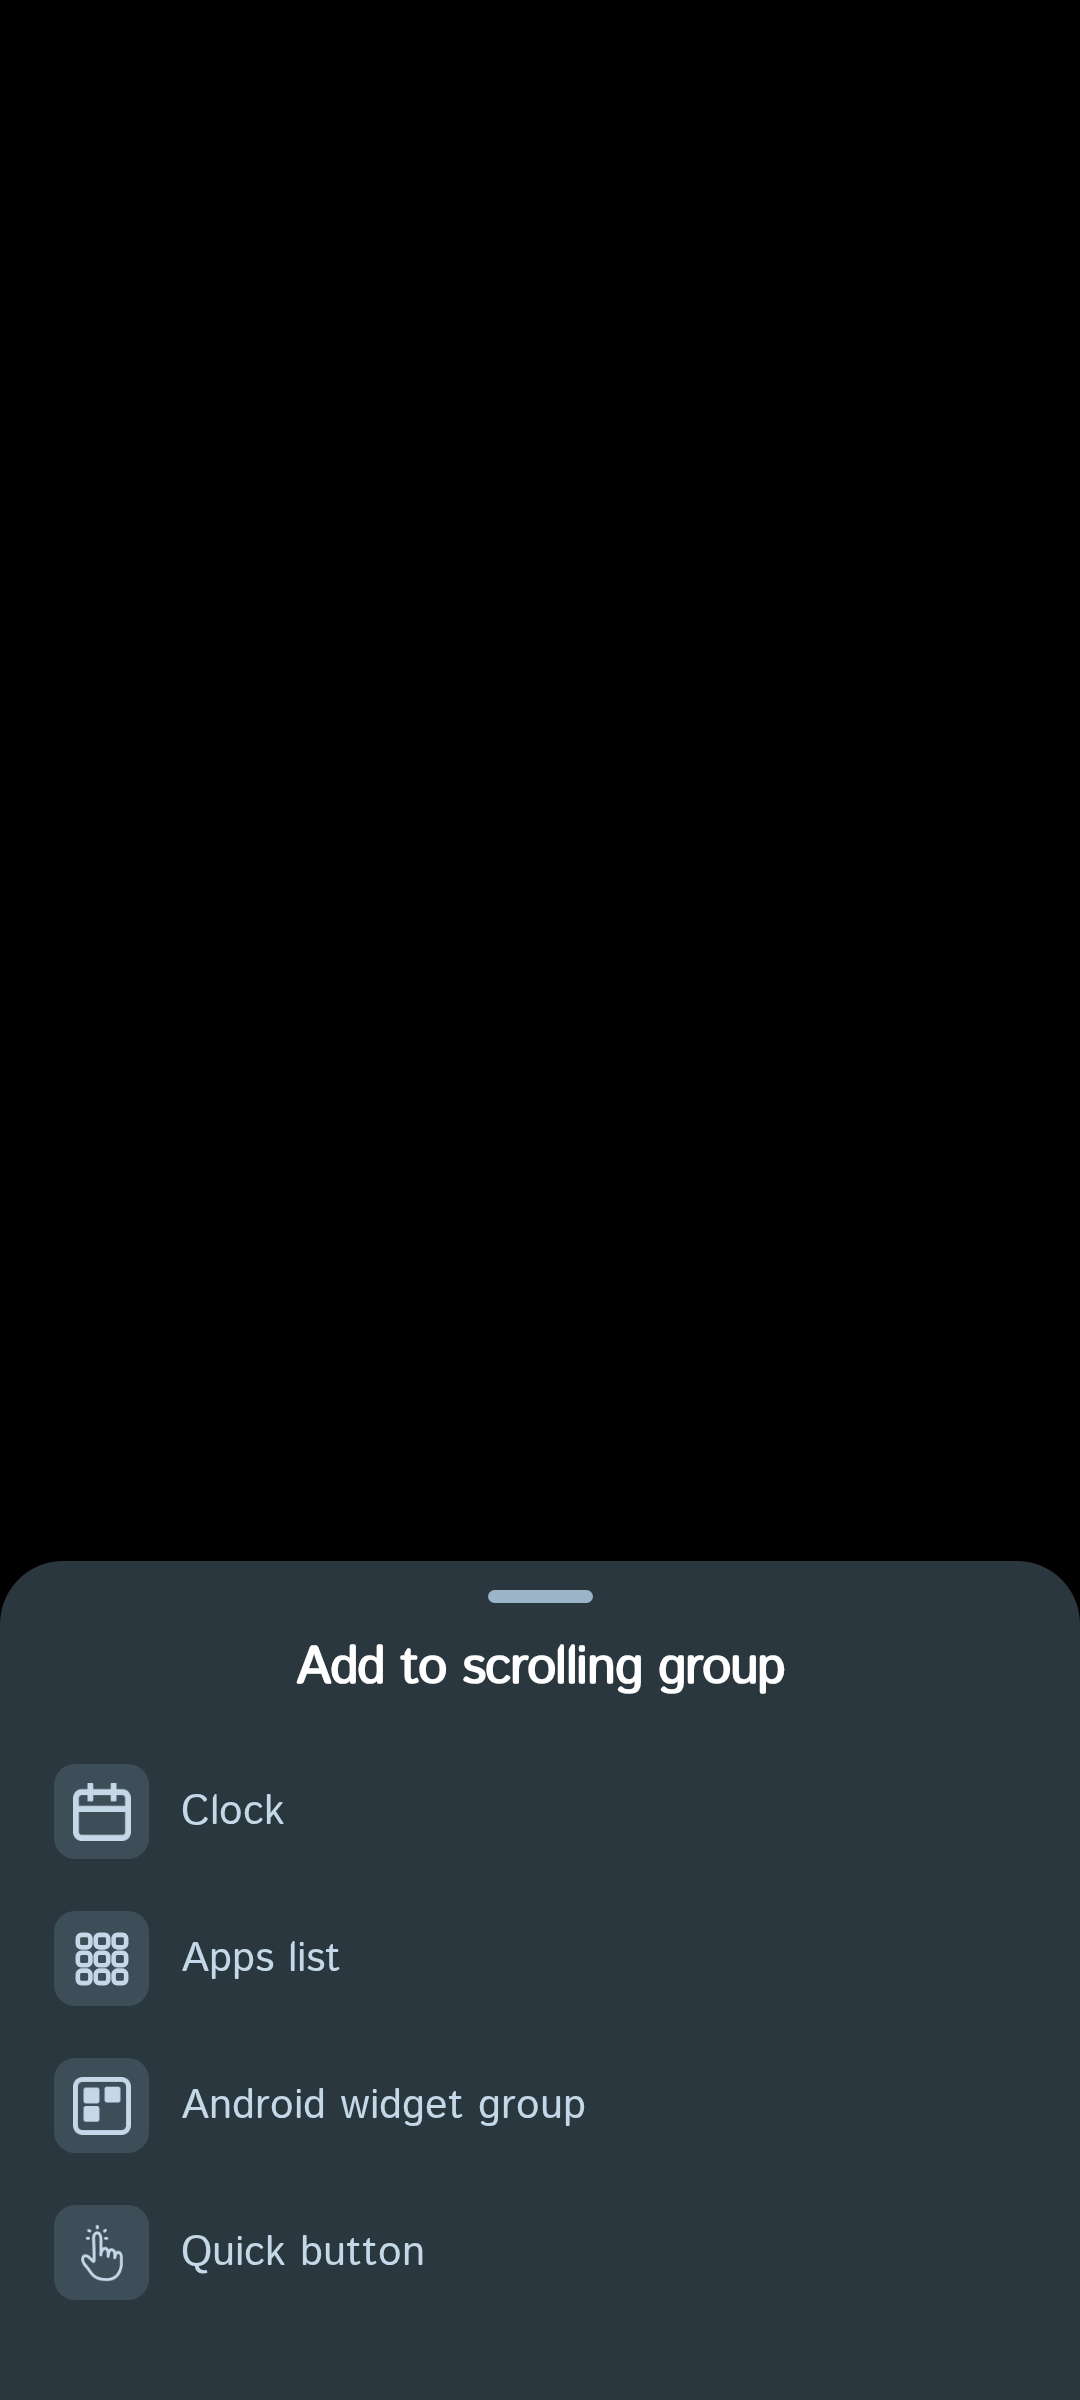 Add to scrolling group
Clock
Apps list
Android widget group
Quick button